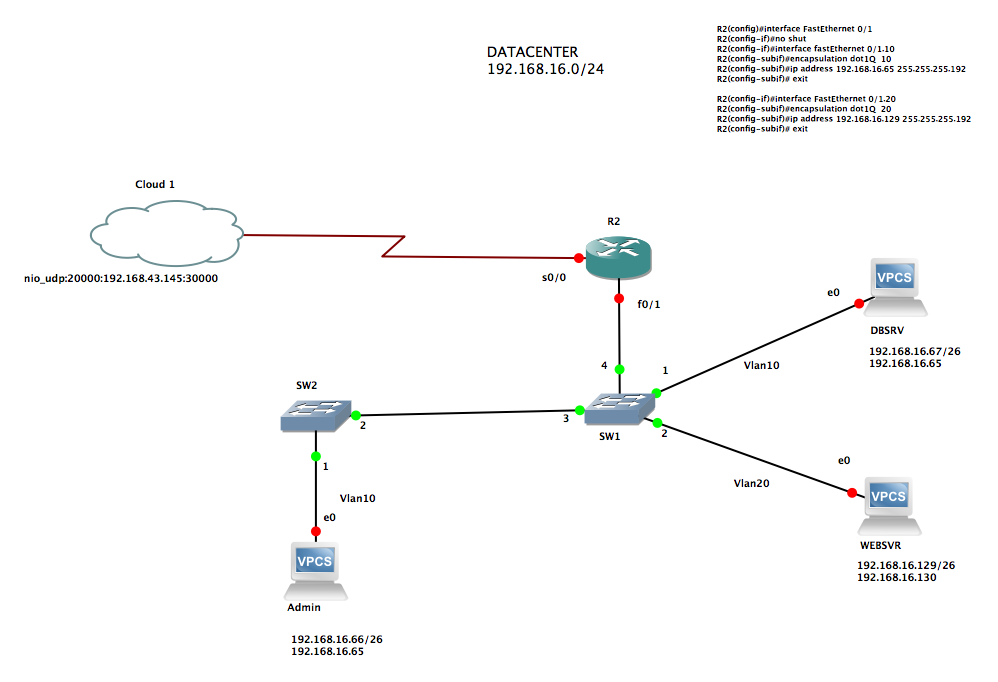 R2(config)#interface FastEthernet 0/1
R2(config-if)#no shut
R2(config-if)#interface fastEthernet 0/1.10
R2(config-subif)#encapsulation dot1Q  10
R2(config-subif)#ip address 192.168.16.65 255.255.255.192
R2(config-subif)# exit
R2(config-if)#interface FastEthernet 0/1.20
R2(config-subif)#encapsulation dot1Q  20
R2(config-subif)#ip address 192.168.16.129 255.255.255.192
R2(config-subif)# exit
DATACENTER
192.168.16.0/24
Cloud 1
nio_udp:20000:192.168.43.145:30000
R2
s0/0
f0/1
e0
VPCS
DBSRV
192.168.16.67/26
192.168.16.65
Vlan10
4
1
SW2
2
3
SW1
2
1
Vlan20
e0
VPCS
WEBSVR
192.168.16.129/26
192.168.16.130
Vlan10
e0
VPCS
Admin
192.168.16.66/26
192.168.16.65